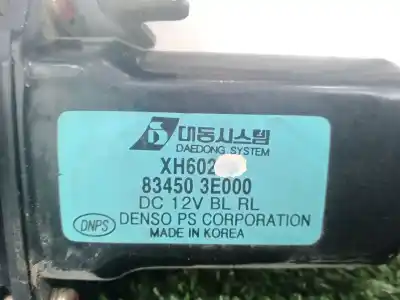 대동시스템
DAEDONG SYSTEM
XH602
83450 3E000
DC 12V BL RL
DENSO PS CORPORATION
DNPS
MADE IN KOREA